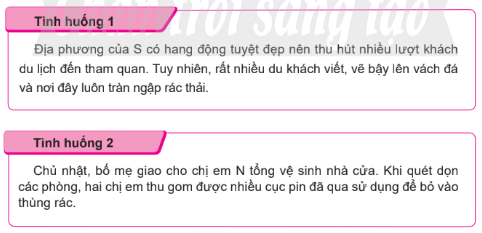 Chân trời sáng tạo
Tình huống 1
Địa phương của S có hang động tuyệt đẹp nên thu hút nhiều lượt khách
du lịch đến tham quan. Tuy nhiên, rất nhiều du khách viết, vẽ bậy lên vách đá
và nơi đây luôn tràn ngập rác thải.
Tình huống 2
Chủ nhật, bố mẹ giao cho chị em N tổng vệ sinh nhà cửa. Khi quét dọn
các phòng, hai chị em thu gom được nhiều cục pin đã qua sử dụng để bỏ vào
thùng rác.